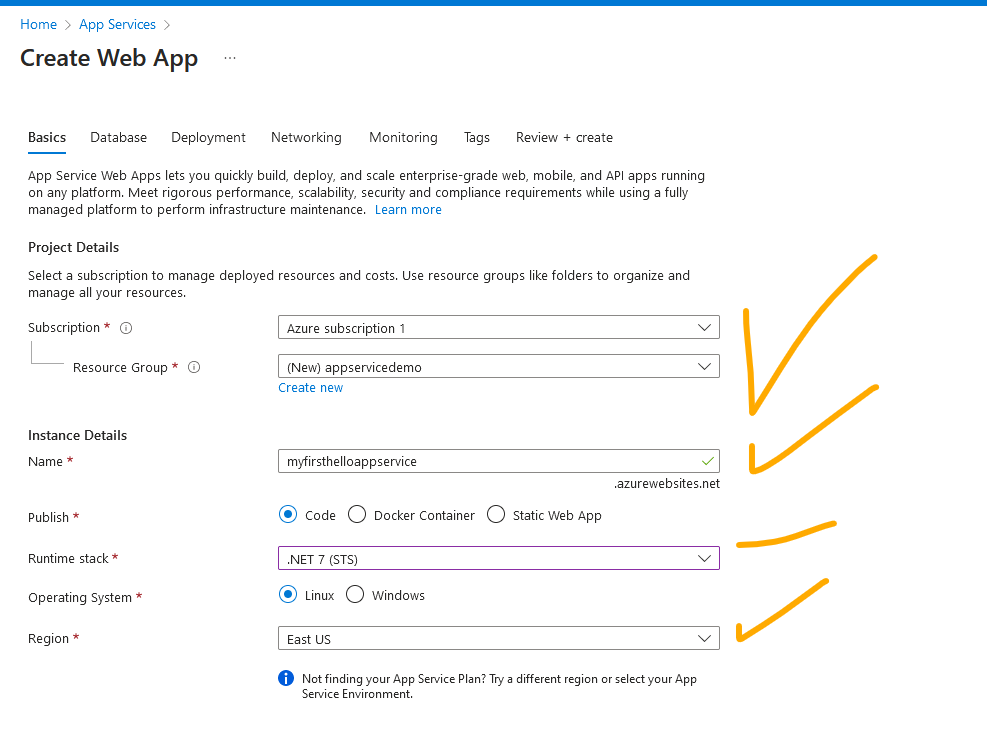 Home > App Services >
Create Web App ...
Basics Database Deployment Networking Monitoring Tags Review + create
App Service Web Apps lets you quickly build, deploy, and scale enterprise-grade web, mobile, and API apps running
on any platform. Meet rigorous performance, scalability, security and compliance requirements while using a fully
managed platform to perform infrastructure maintenance. Learn more
Project Details
Select a subscription to manage deployed resources and costs. Use resource groups like folders to organize and
manage all your resources.
Subscription * Azure subscription 1
Resource Group * (New) appservicedemo
Create new
Instance Details
Name * myfirsthelloappservice
.azurewebsites.net
Publish * Code Docker Container Static Web App
Runtime stack * .NET 7 (STS)
Operating System * Linux Windows
Region * East US
Not finding your App Service Plan? Try a different region or select your App
Service Environment.